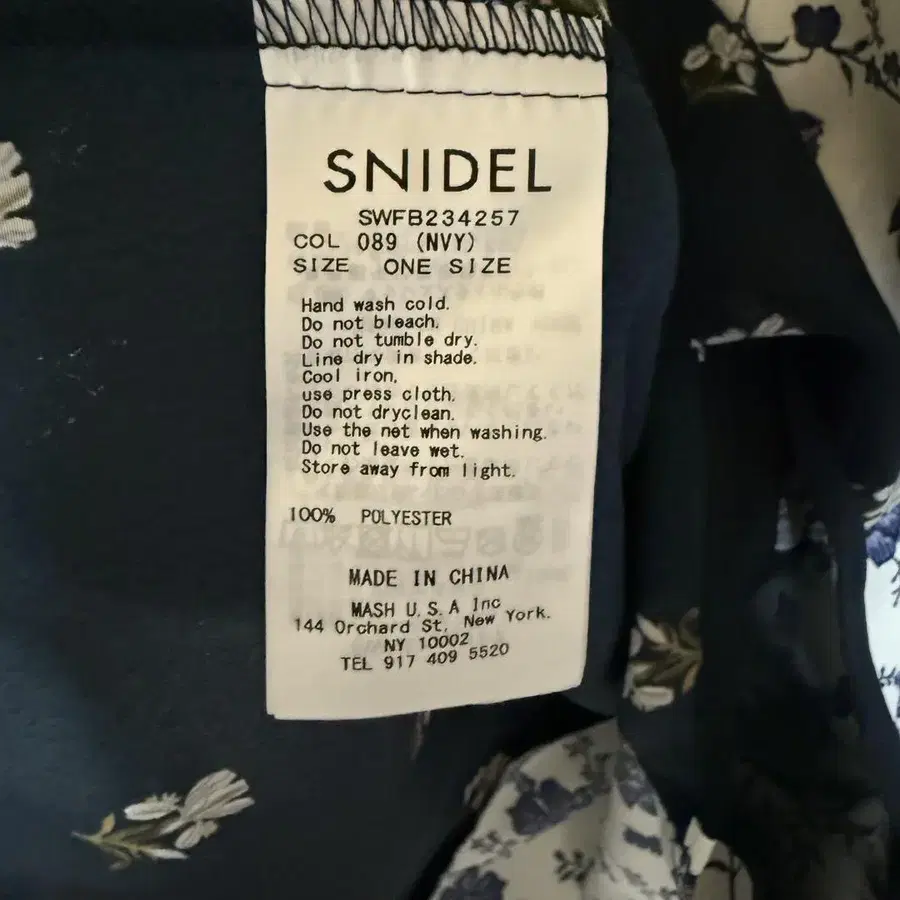 SNIDEL
SWFB234257
COL 089 (NVY)
SIZE ONE SIZE
Hand wash cold.
Do not bleach.
Do not tumble dry.
Line dry in shade.
Cool iron,
use press cloth.
Do not dryclean.
Use the net when washing.
Do not leave wet.
Store away from light.
100% POLYESTER
MADE IN CHINA
MASH U.S.A Inc
144 Orchard St, New York.
NY 10002
TEL 917 409 5520